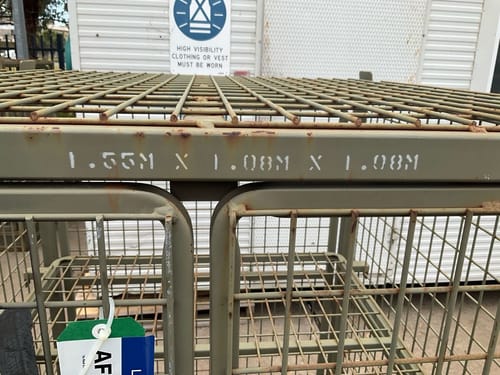 HIGH VISIBILITY
CLOTHING OR VEST
MUST BE WORN
1.55M X 1.08M X 1.08M
AF
L